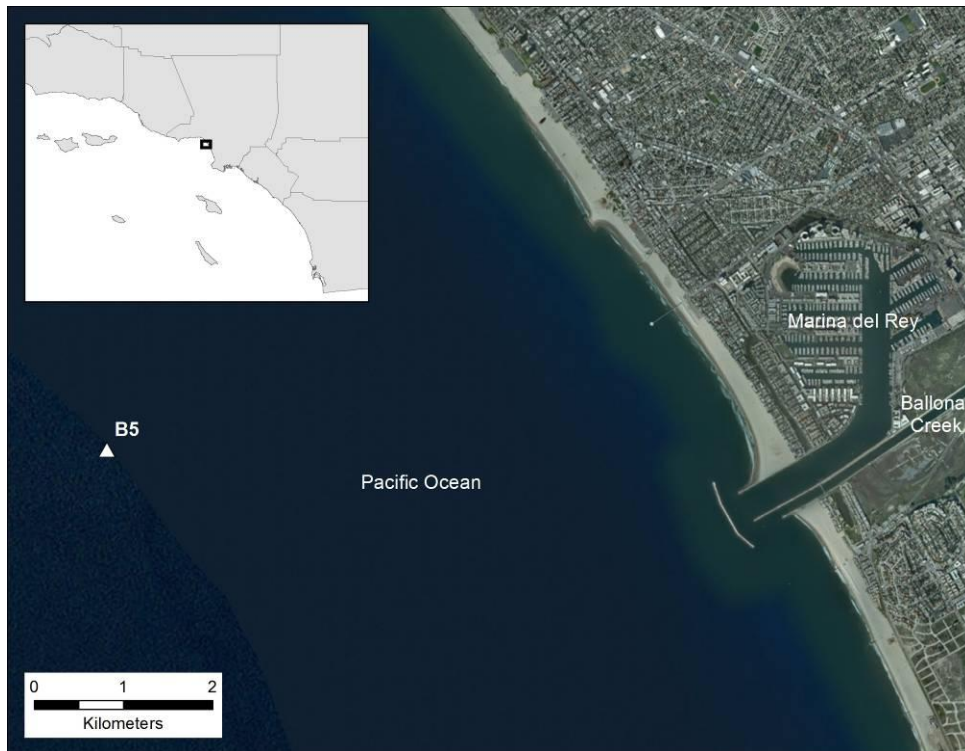 Marina del Rey
Ballona
Creek
B5
Pacific Ocean
0 1 2
Kilometers